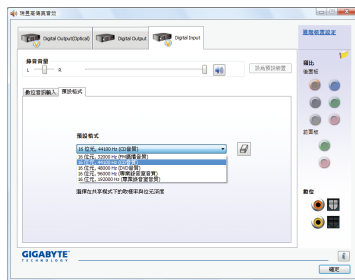 Digital Output(Optical)
Digital Output
Digital Input
進階裝置設定
錄音音量
L
R
設為預設裝置
類比
後面板
數位音訊輸入
預設格式
前面板
預設格式
16 位元, 44100 Hz (CD音質)
16 位元, 32000 Hz (FM廣播音質)
16 位元, 44100 Hz (CD音質)
16 位元, 48000 Hz (DVD音質)
16 位元, 96000 Hz (專業錄音室音質)
16 位元, 192000 Hz (專業錄音室音質)
選擇在共享模式下的取樣率與位元深度
數位
GIGABYTE
TECHNOLOGY
i
確定